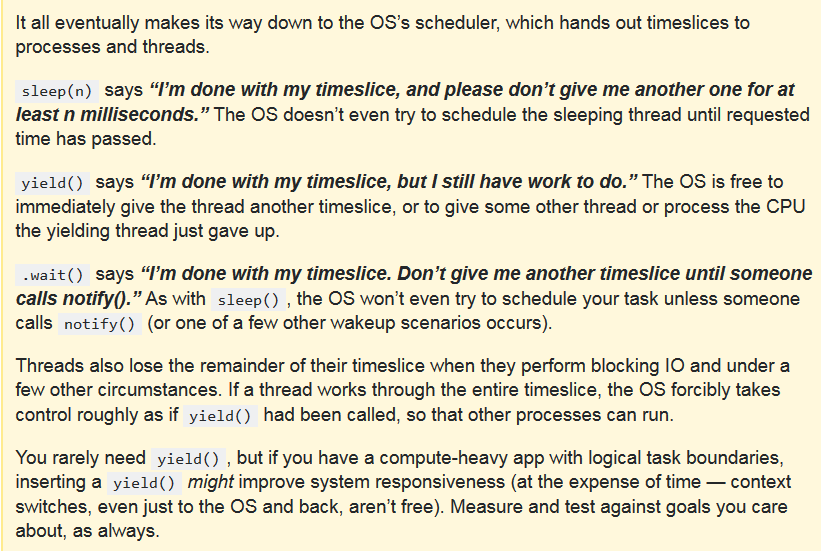 It all eventually makes its way down to the OS’s scheduler, which hands out timeslices to
processes and threads.
sleep(n) says “I’m done with my timeslice, and please don’t give me another one for at
least n milliseconds.” The OS doesn’t even try to schedule the sleeping thread until requested
time has passed.
yield() says “I’m done with my timeslice, but I still have work to do.” The OS is free to
immediately give the thread another timeslice, or to give some other thread or process the CPU
the yielding thread just gave up.
.wait() says “I’m done with my timeslice. Don’t give me another timeslice until someone
calls notify().” As with sleep(), the OS won’t even try to schedule your task unless someone
calls notify() (or one of a few other wakeup scenarios occurs).
Threads also lose the remainder of their timeslice when they perform blocking IO and under a
few other circumstances. If a thread works through the entire timeslice, the OS forcibly takes
control roughly as if yield() had been called, so that other processes can run.
You rarely need yield(), but if you have a compute-heavy app with logical task boundaries,
inserting a yield() might improve system responsiveness (at the expense of time — context
switches, even just to the OS and back, aren’t free). Measure and test against goals you care
about, as always.